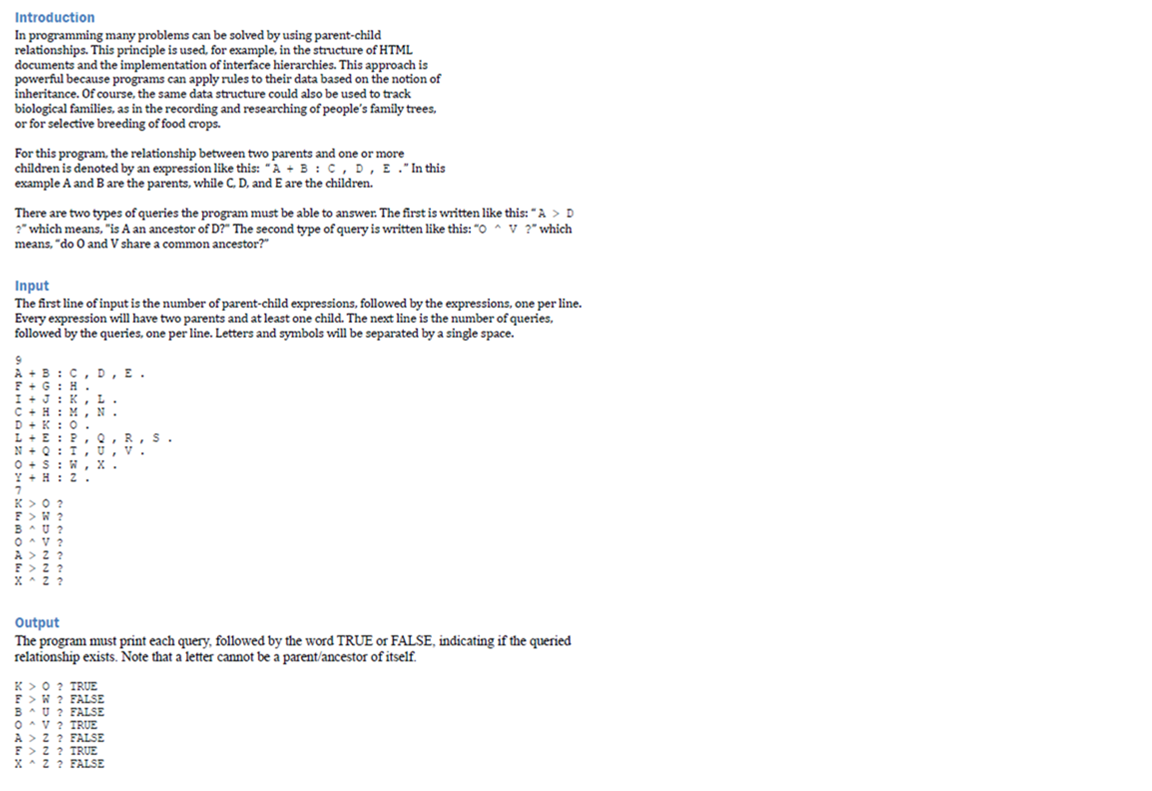 Introduction
In programming many problems can be solved by using parent-child
relationships. This principle is used, for example, in the structure of HTML
documents and the implementation of interface hierarchies. This approach is
powerful because programs can apply rules to their data based on the notion of
inheritance. Of course, the same data structure could also be used to track
biological families, as in the recording and researching of people's family trees,
or for selective breeding of food crops.
For this program, the relationship between two parents and one or more
children is denoted by an expression like this: "A + B : C , D , E ." In this
example A and B are the parents, while C, D, and E are the children.
There are two types of queries the program must be able to answer. The first is written like this: "A > D
?" which means, "is A an ancestor of D?" The second type of query is written like this: "O ^ V ?" which
means, "do O and V share a common ancestor?"
Input
The first line of input is the number of parent-child expressions, followed by the expressions, one per line.
Every expression will have two parents and at least one child. The next line is the number of queries,
followed by the queries, one per line. Letters and symbols will be separated by a single space.
9
A + B : C , D , E .
F + G : H .
I + J : K , L .
C + H : M , N .
D + K : O .
L + E : P , Q , R , S .
N + Q : T , U , V .
O + S : W , X .
Y + H : Z .
7
K > O ?
F > W ?
B ^ U ?
O ^ V ?
A > Z ?
F > Z ?
X ^ Z ?
Output
The program must print each query, followed by the word TRUE or FALSE, indicating if the queried
relationship exists. Note that a letter cannot be a parent/ancestor of itself.
K > O ? TRUE
F > W ? FALSE
B ^ U ? FALSE
O ^ V ? TRUE
A > Z ? FALSE
F > Z ? TRUE
X ^ Z ? FALSE